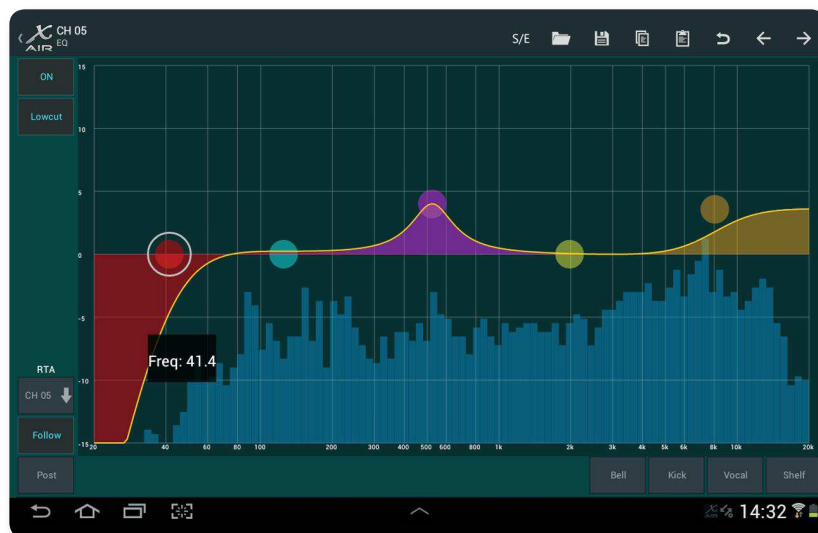 X AIR CH 05
EQ
S/E
ON
Lowcut
RTA
CH 05
Follow
Post
15
10
5
0
-5
-10
-15
Freq: 41.4
20 40 60 80 100 200 300 400 500 600 800 1k 2k 3k 4k 5k 6k 8k 10k 20k
Bell Kick Vocal Shelf
14:32